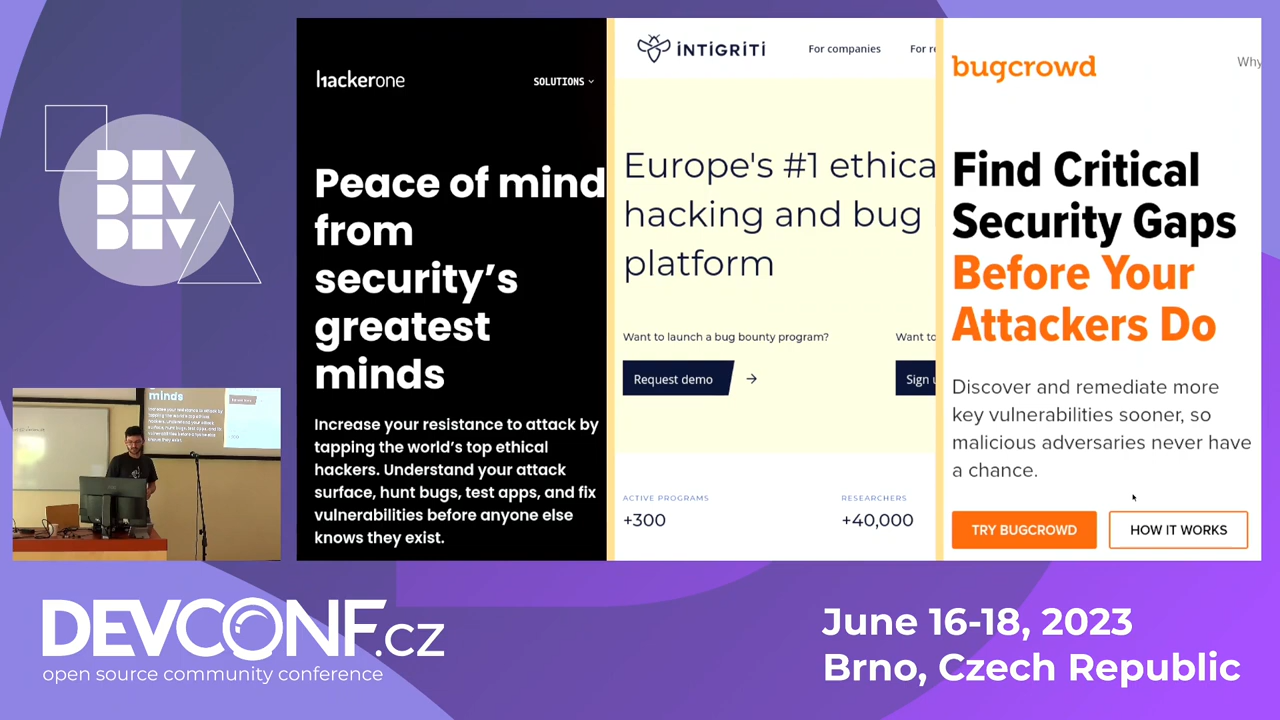 DEV
DEV
DEV
hackerone
SOLUTIONS
Peace of mind
from
security's
greatest
minds
Increase your resistance to attack by
tapping the world's top ethical
hackers. Understand your attack
surface, hunt bugs, test apps, and fix
vulnerabilities before anyone else
knows they exist.
INTIGRITI
For companies
For re
Europe's #1 ethica
hacking and bug
platform
Want to launch a bug bounty program?
Want to
Request demo
Sign u
ACTIVE PROGRAMS
RESEARCHERS
+300
+40,000
bugcrowd
Why
Find Critical
Security Gaps
Before Your
Attackers Do
Discover and remediate more
key vulnerabilities sooner, so
malicious adversaries never have
a chance.
TRY BUGCROWD
HOW IT WORKS
minds
DEVCONF.cz
open source community conference
June 16-18, 2023
Brno, Czech Republic